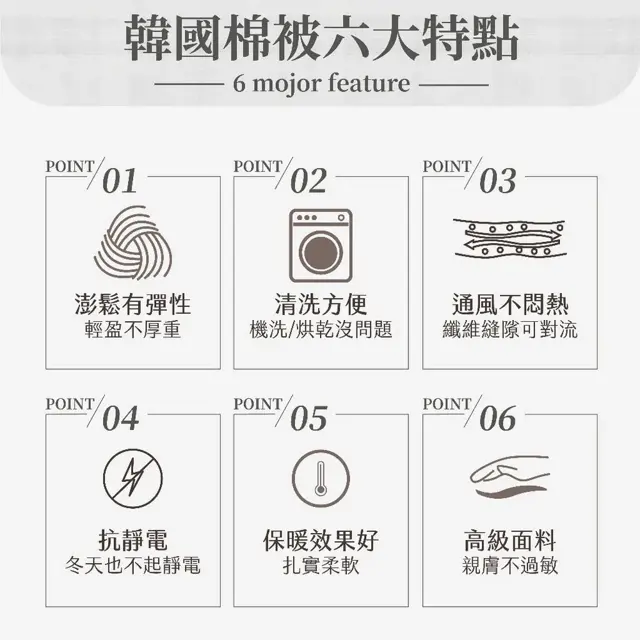 韓國棉被六大特點
6 mojor feature
POINT/01
澎鬆有彈性
輕盈不厚重
POINT/02
清洗方便
機洗/烘乾沒問題
POINT/03
通風不悶熱
纖維縫隙可對流
POINT/04
抗靜電
冬天也不起靜電
POINT/05
保暖效果好
扎實柔軟
POINT/06
高級面料
親膚不過敏